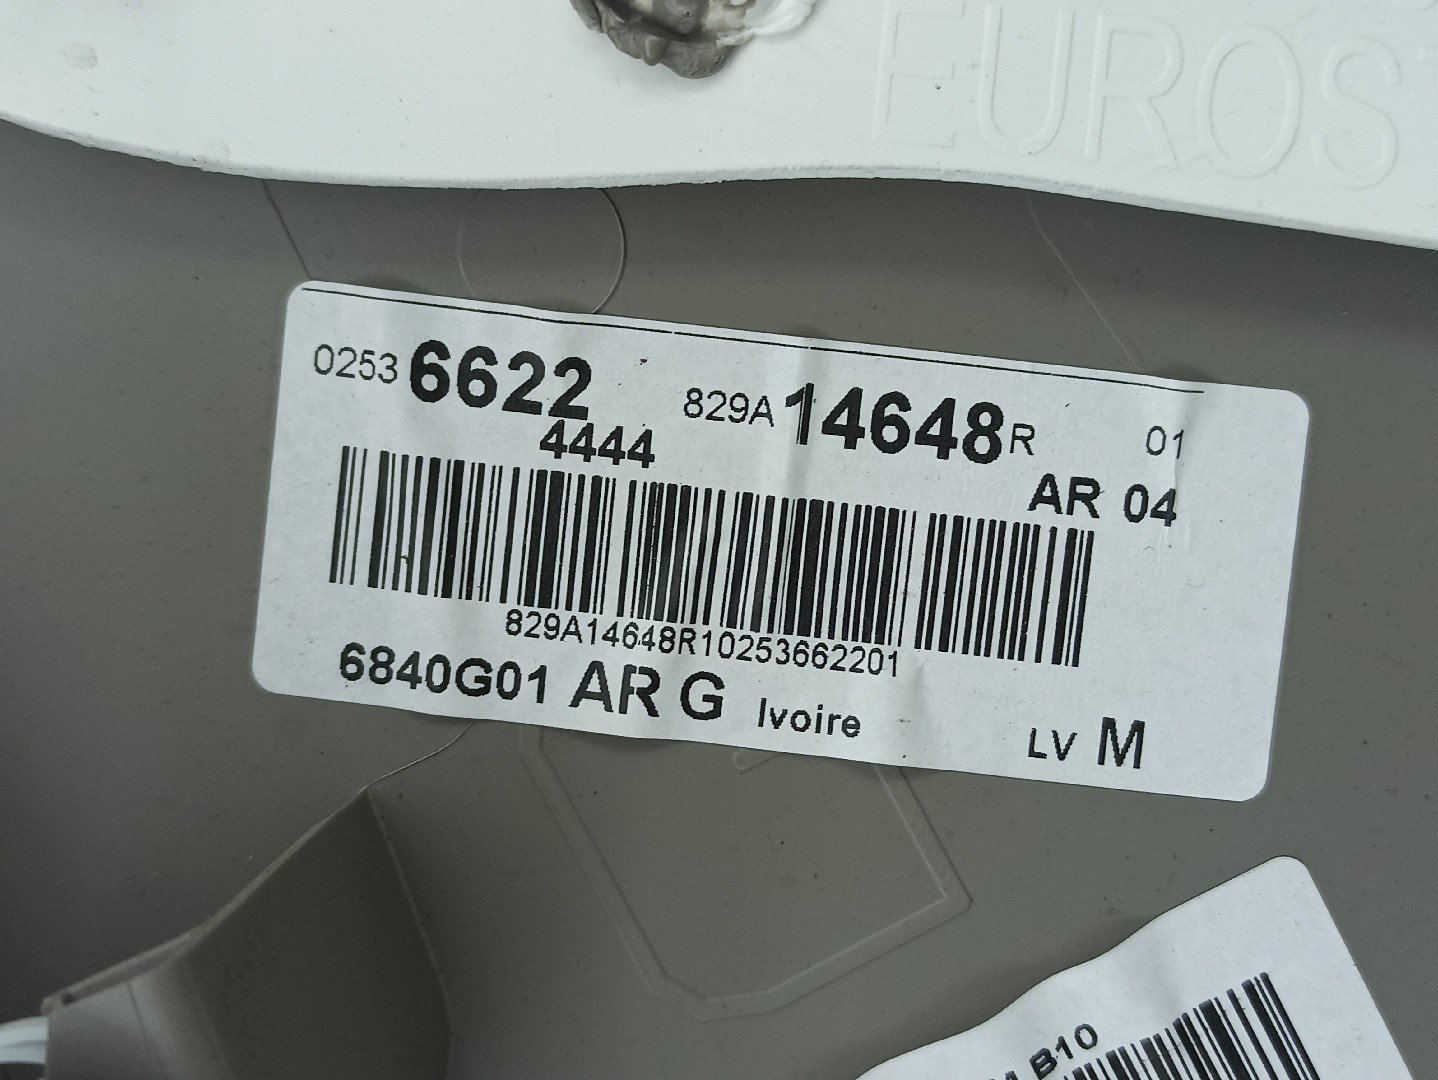 EUROS
0253 6622 829A 14648 R 01
4444
AR 04
829A14648R10253662201
6840G01 AR G Ivoire LV M
B10